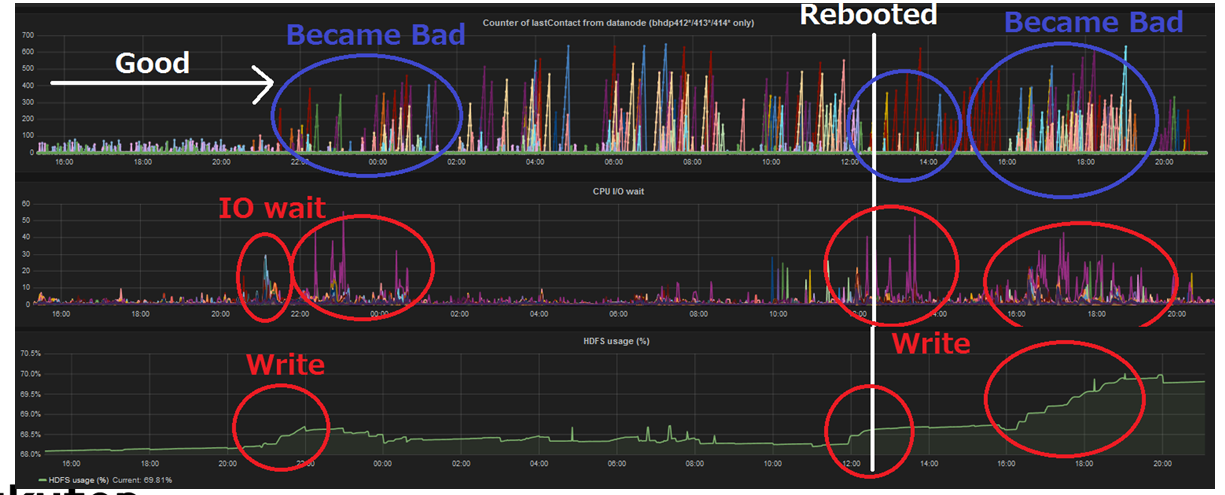 Counter of lastContact from datanode (bhdp412*/413*/414* only)
Rebooted
Became Bad
Became Bad
Good
700
600
500
400
300
200
100
0
16:00 18:00 20:00 22:00 00:00 02:00 04:00 06:00 08:00 10:00 12:00 14:00 16:00 18:00 20:00
CPU I/O wait
IO wait
60
50
40
30
20
10
0
16:00 18:00 20:00 22:00 00:00 02:00 04:00 06:00 08:00 10:00 12:00 14:00 16:00 18:00 20:00
HDFS usage (%)
Write
Write
70.5%
70.0%
69.5%
69.0%
68.5%
68.0%
16:00 18:00 20:00 22:00 00:00 02:00 04:00 06:00 08:00 10:00 12:00 14:00 16:00 18:00 20:00
HDFS usage (%) Current: 69.81%